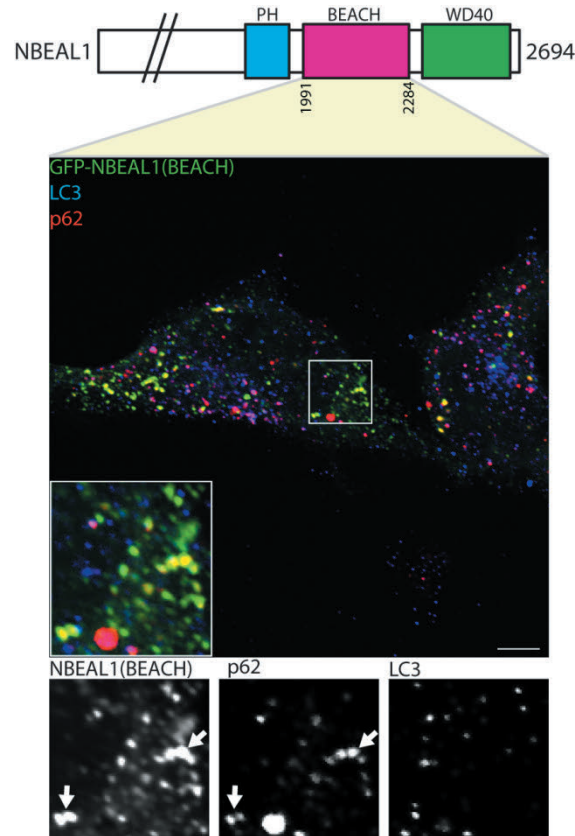 PH BEACH WD40
NBEAL1 2694
1991 2284
GFP-NBEAL1(BEACH)
LC3
p62
NBEAL1(BEACH) p62 LC3